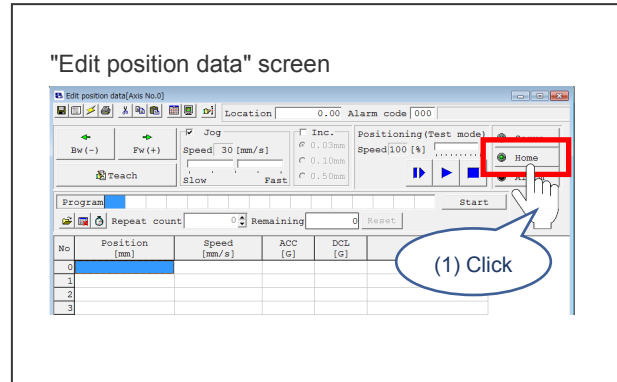 "Edit position data" screen
Edit position data[Axis No.0]
Location 0.00 Alarm code 000
Bw(-) Fw(+)
Teach
Jog
Speed 30 [mm/s]
Slow Fast
Inc.
0.03mm
0.10mm
0.50mm
Positioning(Test mode)
Speed 100 [%]
Home
Program Start
Repeat count 0 Remaining 0 Reset
No Position [mm] Speed [mm/s] ACC [G] DCL [G]
0
1
2
3
(1) Click